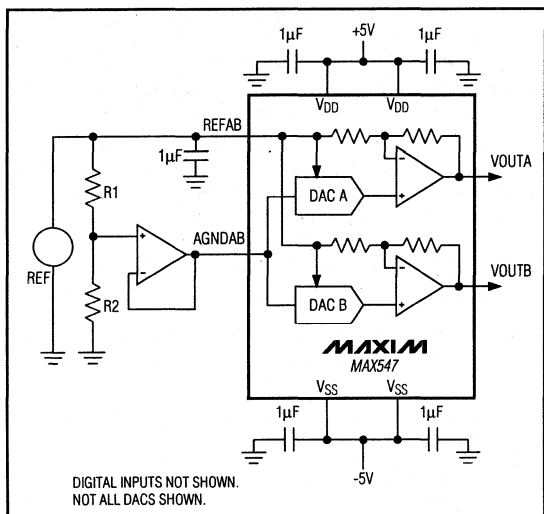 +5V
1µF
1µF
VDD
VDD
REFAB
1µF
R1
VOUTA
DAC A
AGNDAB
REF
R2
VOUTB
DAC B
MAXIM
MAX547
VSS
VSS
1µF
1µF
-5V
DIGITAL INPUTS NOT SHOWN.
NOT ALL DACS SHOWN.